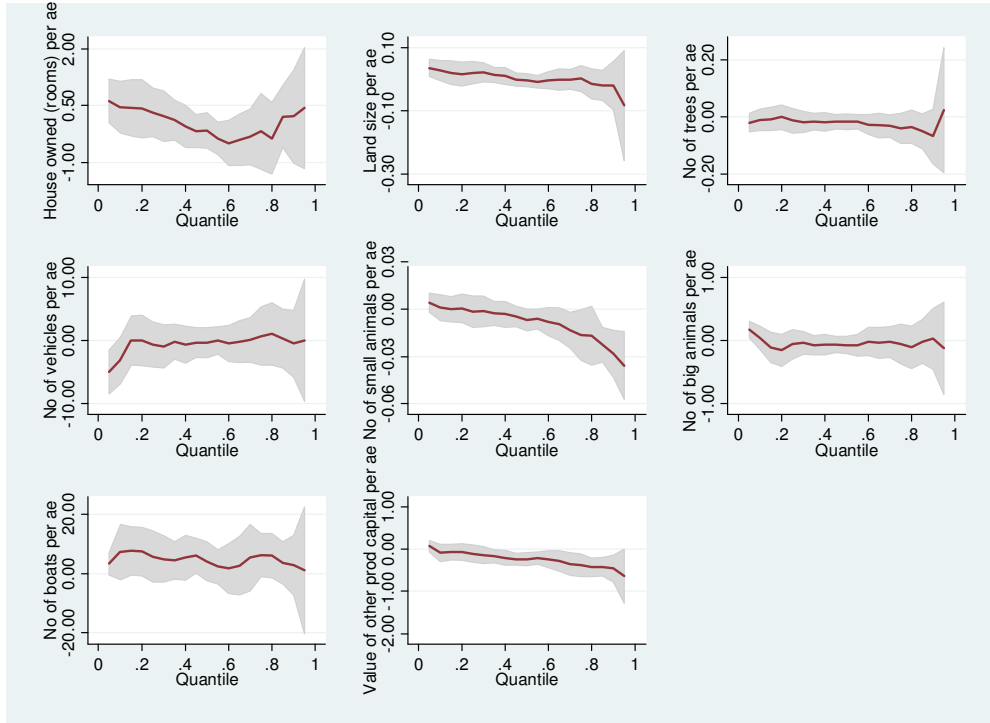 House owned (rooms) per ae
2.00
0.50
-1.00
0 .2 .4 .6 .8 1
Quantile
Land size per ae
0.10
-0.10
-0.30
0 .2 .4 .6 .8 1
Quantile
No of trees per ae
0.20
0.00
-0.20
0 .2 .4 .6 .8 1
Quantile
No of vehicles per ae
10.00
0.00
-10.00
0 .2 .4 .6 .8 1
Quantile
No of small animals per ae
0.03
0.00
-0.03
-0.06
0 .2 .4 .6 .8 1
Quantile
No of big animals per ae
1.00
0.00
-1.00
0 .2 .4 .6 .8 1
Quantile
No of boats per ae
20.00
0.00
-20.00
0 .2 .4 .6 .8 1
Quantile
Value of other prod capital per ae
1.00
0.00
-1.00
-2.00
0 .2 .4 .6 .8 1
Quantile